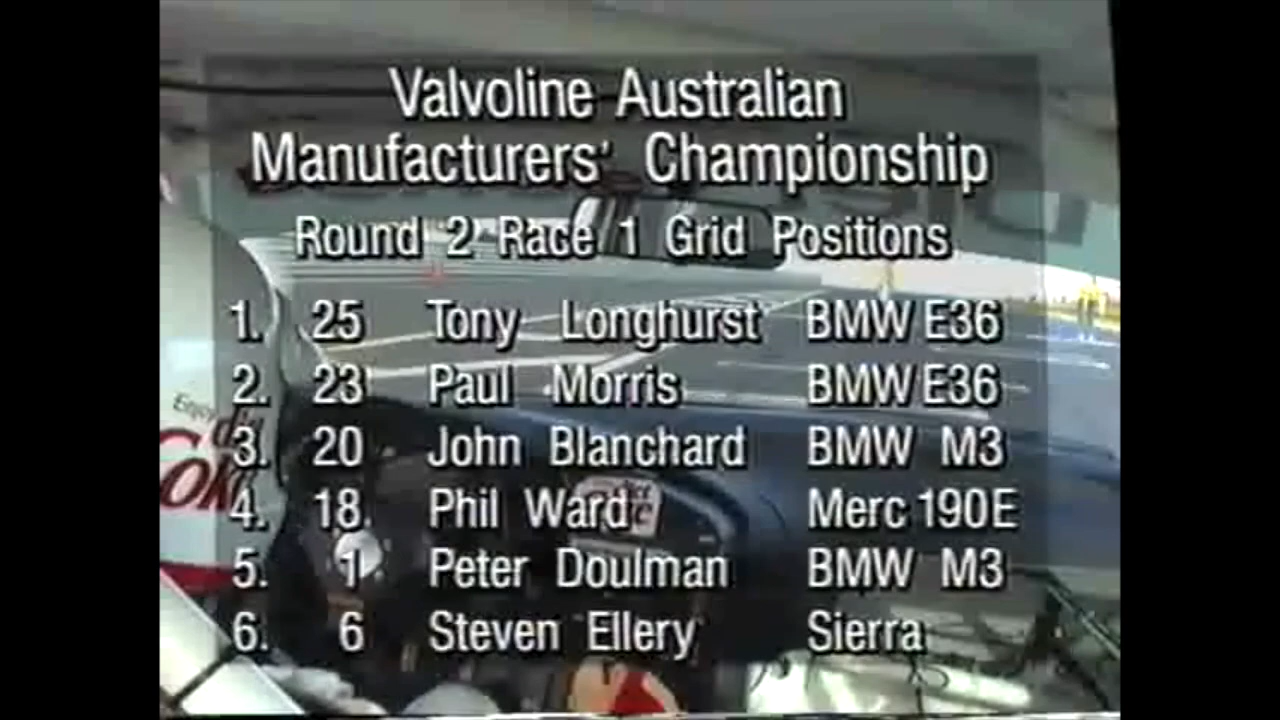 Valvoline Australian
Manufacturers' Championship
Round 2 Race 1 Grid Positions
1. 25 Tony Longhurst BMW E36
2. 23 Paul Morris BMW E36
3. 20 John Blanchard BMW M3
4. 18 Phil Ward Merc 190E
5. 1 Peter Doulman BMW M3
6. 6 Steven Ellery Sierra
Enjoy
Coke